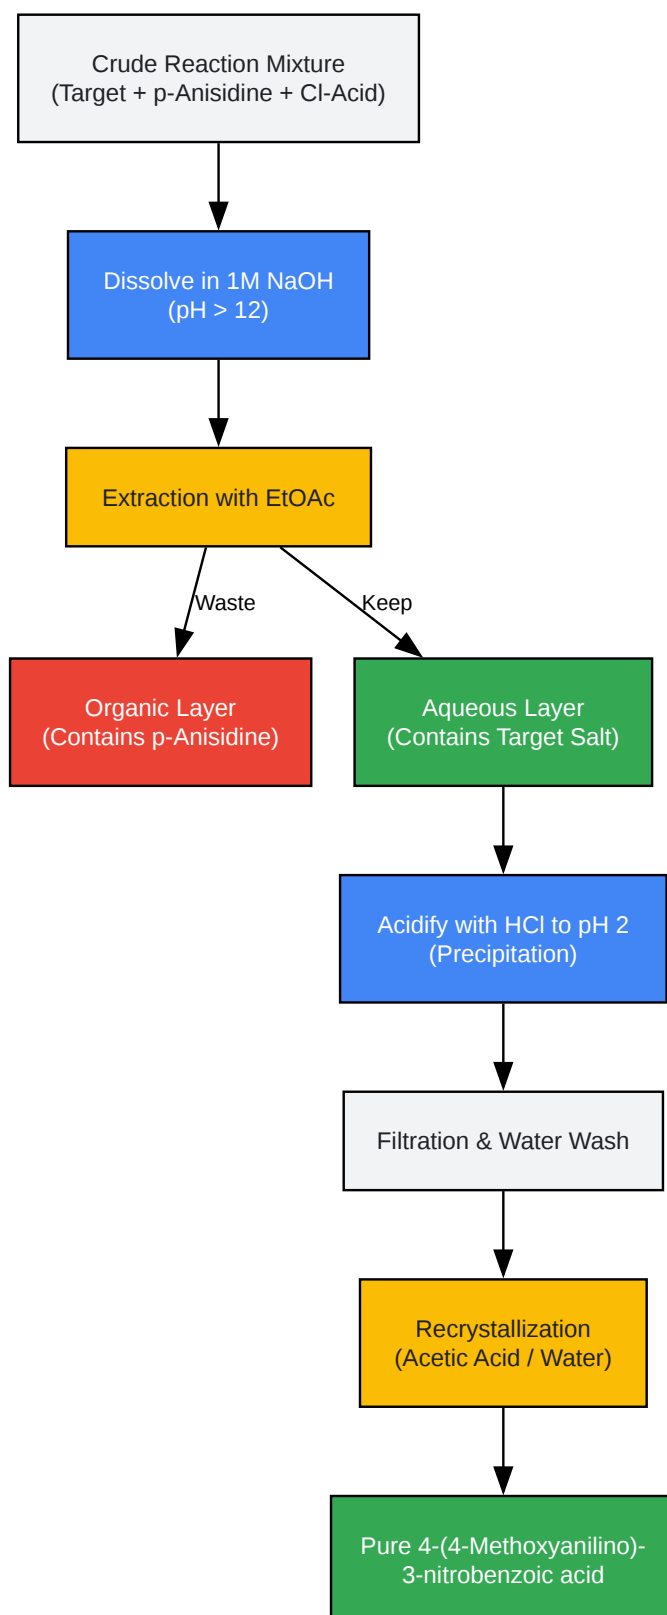 Crude Reaction Mixture
(Target + p-Anisidine + Cl-Acid)
Dissolve in 1M NaOH
(pH > 12)
Extraction with EtOAc
Waste
Keep
Organic Layer
(Contains p-Anisidine)
Aqueous Layer
(Contains Target Salt)
Acidify with HCl to pH 2
(Precipitation)
Filtration & Water Wash
Recrystallization
(Acetic Acid / Water)
Pure 4-(4-Methoxyanilino)-
3-nitrobenzoic acid